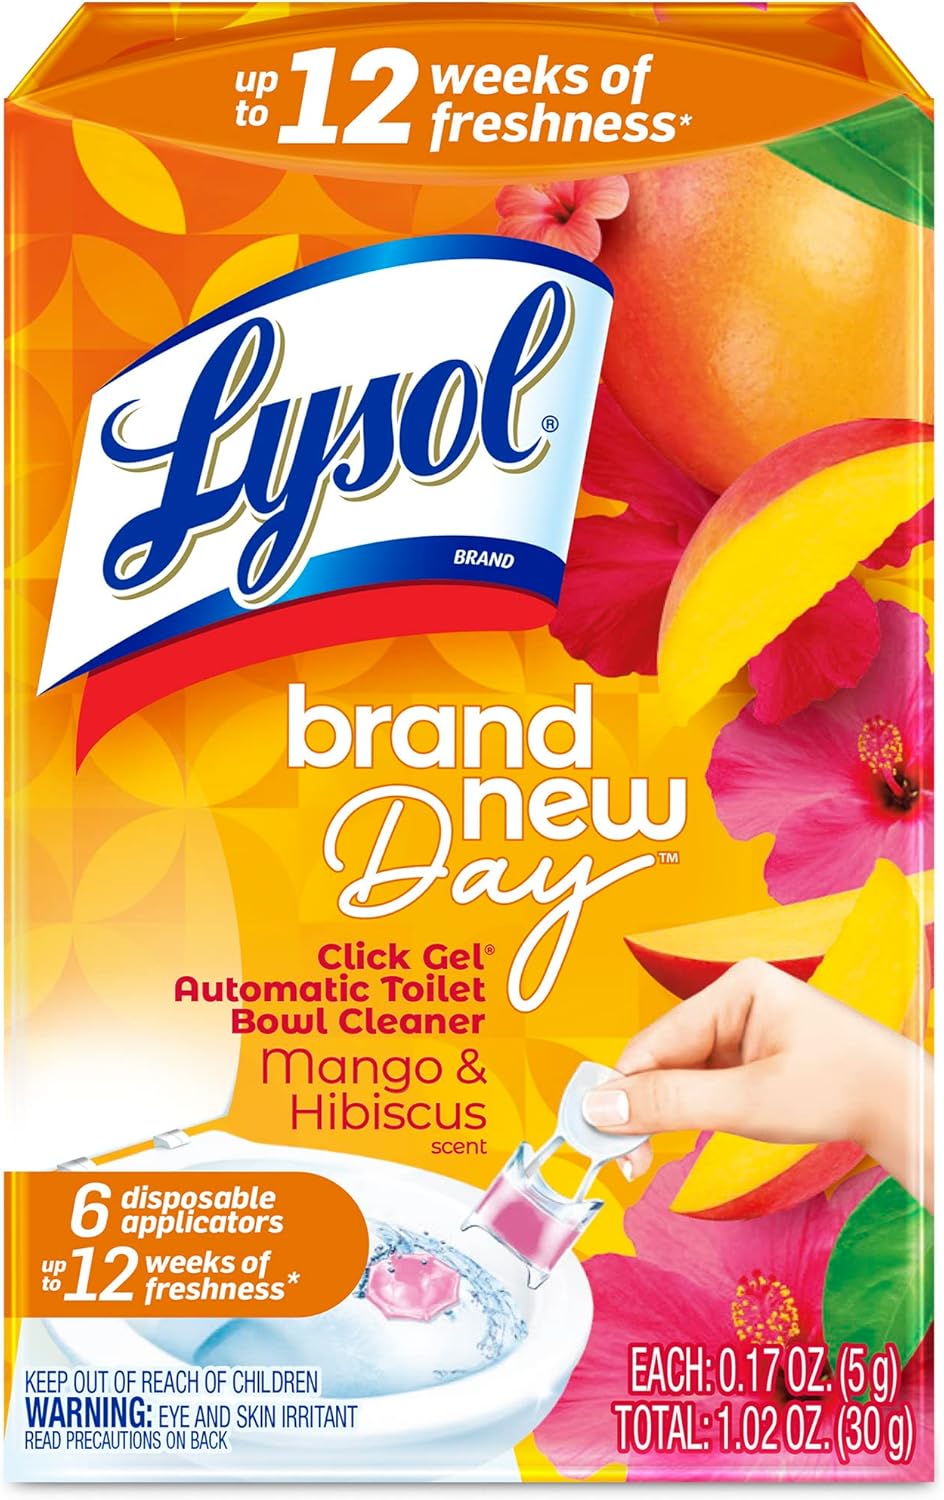 up to 12 weeks of freshness*
Lysol®
BRAND
brand
new
Day™
Click Gel®
Automatic Toilet
Bowl Cleaner
Mango &
Hibiscus
scent
6 disposable applicators
up to 12 weeks of freshness*
KEEP OUT OF REACH OF CHILDREN
WARNING: EYE AND SKIN IRRITANT
READ PRECAUTIONS ON BACK
EACH: 0.17 OZ. (5 g)
TOTAL: 1.02 OZ. (30 g)